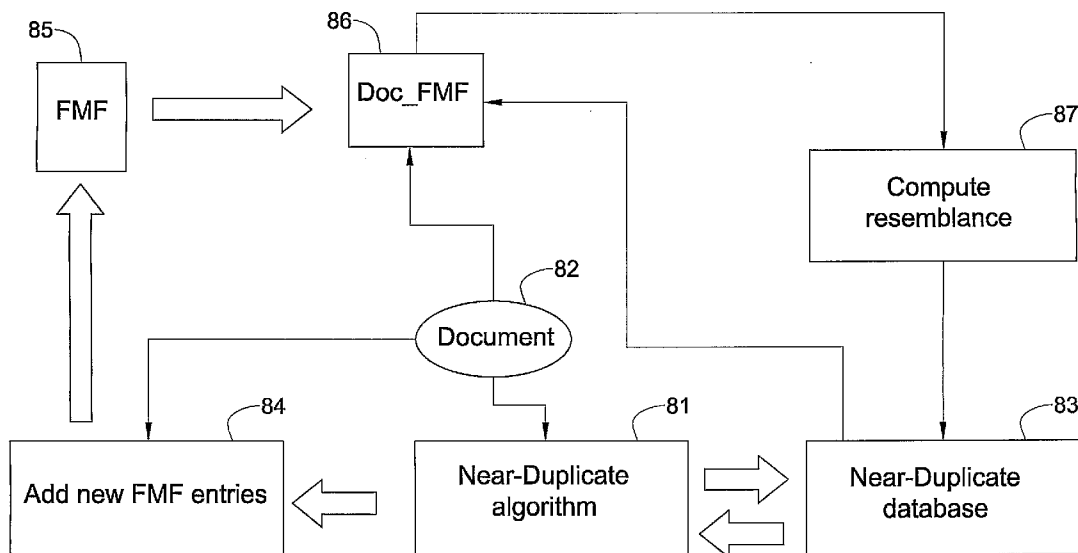 85
FMF
86
Doc_FMF
87
Compute
resemblance
82
Document
84
Add new FMF entries
81
Near-Duplicate
algorithm
83
Near-Duplicate
database